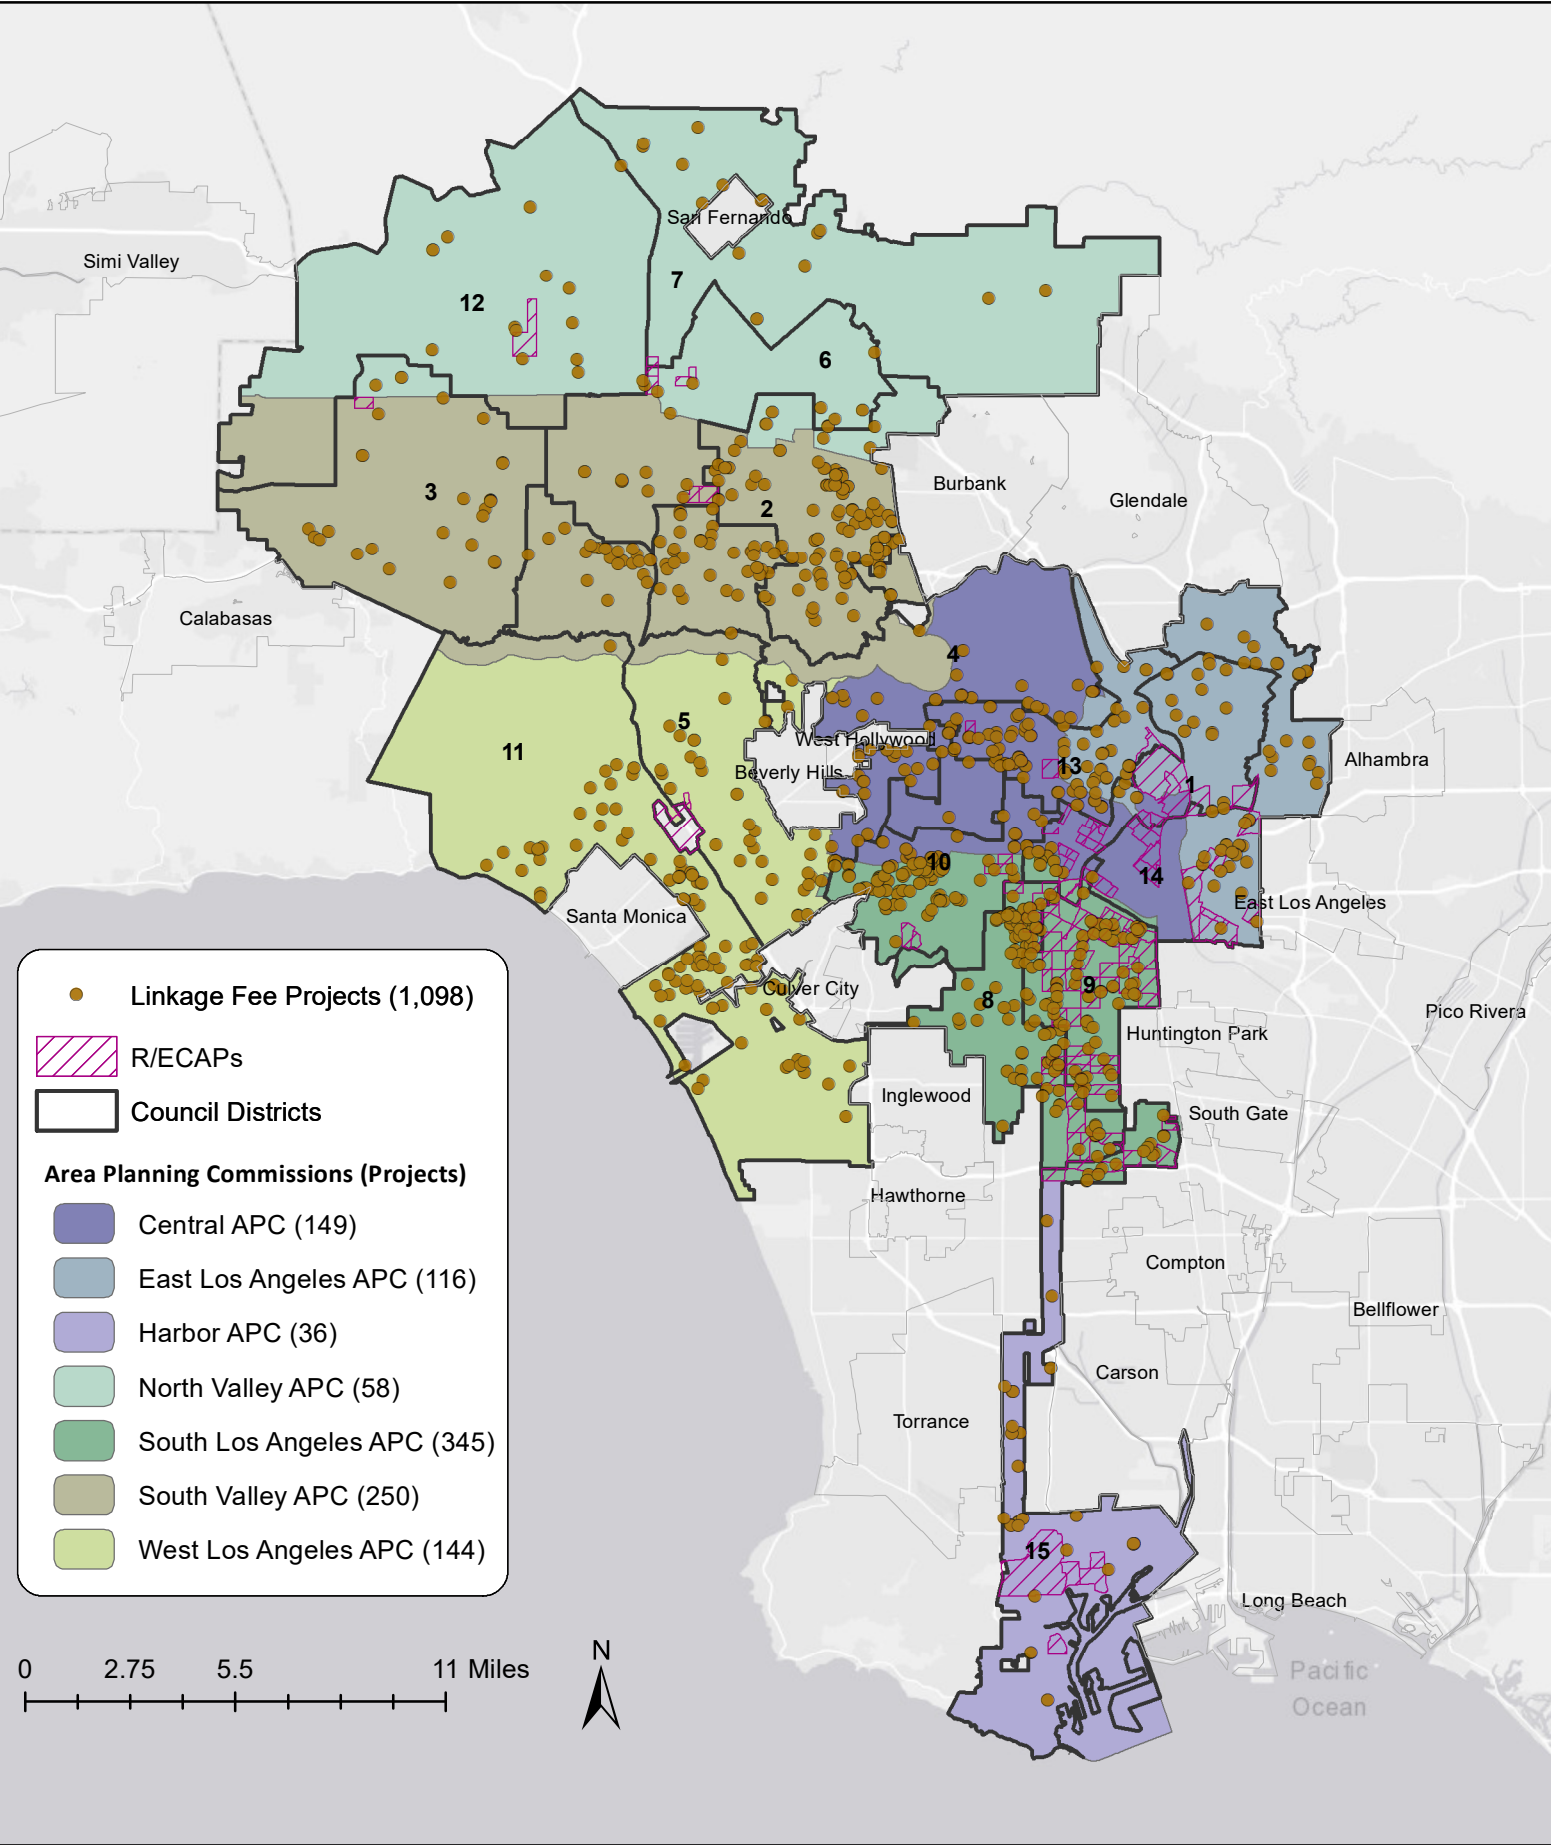 San Fernando
Simi Valley
7
12
6
Burbank
3
Glendale
2
Calabasas
4
5
11
West Hollywood
Alhambra
13
Beverly Hills
1
10
14
East Los Angeles
Santa Monica
Culver City
9
8
Pico Rivera
Huntington Park
Inglewood
South Gate
Hawthorne
Compton
Bellflower
Carson
Torrance
15
Long Beach
Pacific
Ocean
Linkage Fee Projects (1,098)
R/ECAPs
Council Districts
Area Planning Commissions (Projects)
Central APC (149)
East Los Angeles APC (116)
Harbor APC (36)
North Valley APC (58)
South Los Angeles APC (345)
South Valley APC (250)
West Los Angeles APC (144)
0 2.75 5.5 11 Miles
N